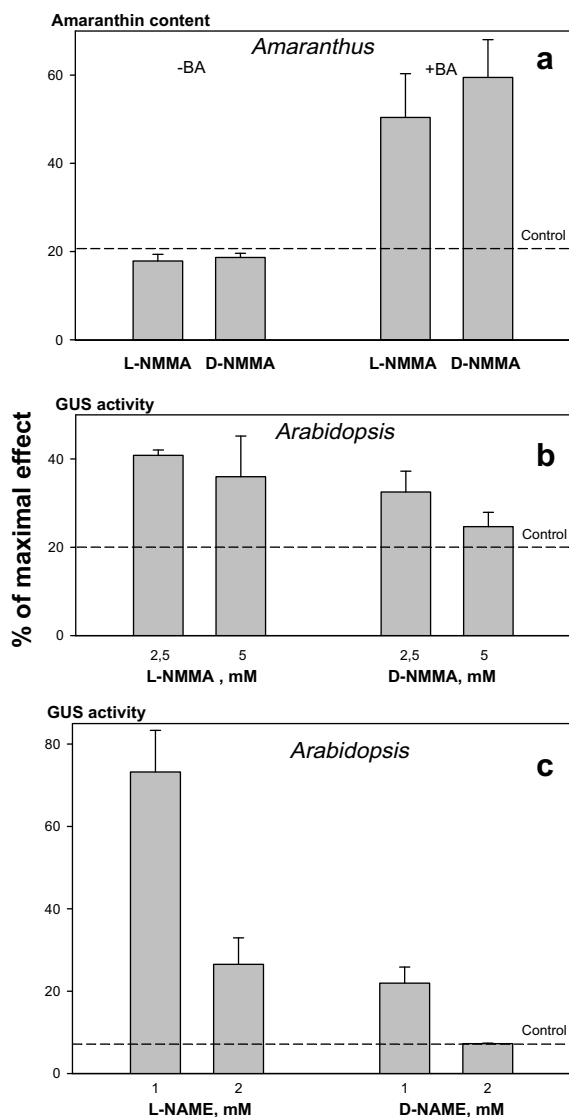 Amaranthin content
Amaranthus
a
-BA
+BA
60
40
Control
20
0
L-NMMA D-NMMA L-NMMA D-NMMA
% of maximal effect
GUS activity
Arabidopsis
b
40
Control
20
0
2,5 5 2,5 5
L-NMMA , mM D-NMMA, mM
GUS activity
80
Arabidopsis
c
60
40
20
Control
0
1 2 1 2
L-NAME, mM D-NAME, mM